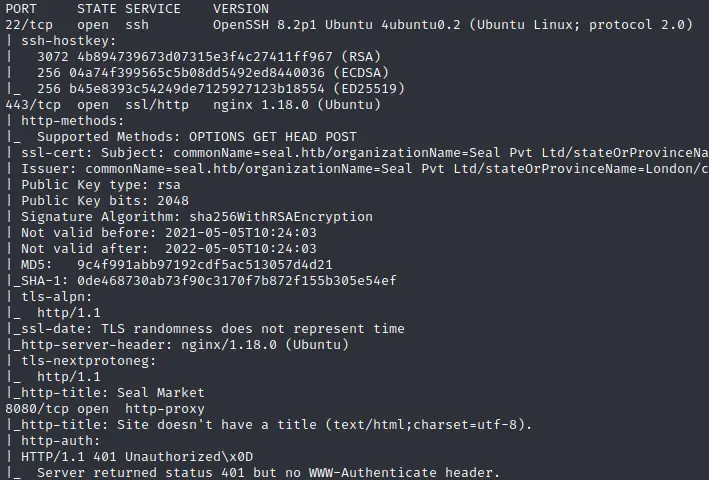 PORT     STATE SERVICE    VERSION
22/tcp   open  ssh        OpenSSH 8.2p1 Ubuntu 4ubuntu0.2 (Ubuntu Linux; protocol 2.0)
| ssh-hostkey:
|   3072 4b894739673d07315e3f4c27411ff967 (RSA)
|   256 04a74f399565c5b08dd5492ed8440036 (ECDSA)
|_  256 b45e8393c54249de7125927123b18554 (ED25519)
443/tcp  open  ssl/http   nginx 1.18.0 (Ubuntu)
| http-methods:
|_  Supported Methods: OPTIONS GET HEAD POST
| ssl-cert: Subject: commonName=seal.htb/organizationName=Seal Pvt Ltd/stateOrProvinceNa
| Issuer: commonName=seal.htb/organizationName=Seal Pvt Ltd/stateOrProvinceName=London/c
| Public Key type: rsa
| Public Key bits: 2048
| Signature Algorithm: sha256WithRSAEncryption
| Not valid before: 2021-05-05T10:24:03
| Not valid after:  2022-05-05T10:24:03
| MD5:   9c4f991abb97192cdf5ac513057d4d21
|_SHA-1: 0de468730ab73f90c3170f7b872f155b305e54ef
| tls-alpn:
|_  http/1.1
|_ssl-date: TLS randomness does not represent time
|_http-server-header: nginx/1.18.0 (Ubuntu)
| tls-nextprotoneg:
|_  http/1.1
|_http-title: Seal Market
8080/tcp open  http-proxy
|_http-title: Site doesn't have a title (text/html;charset=utf-8).
| http-auth:
| HTTP/1.1 401 Unauthorized\x0D
|_  Server returned status 401 but no WWW-Authenticate header.